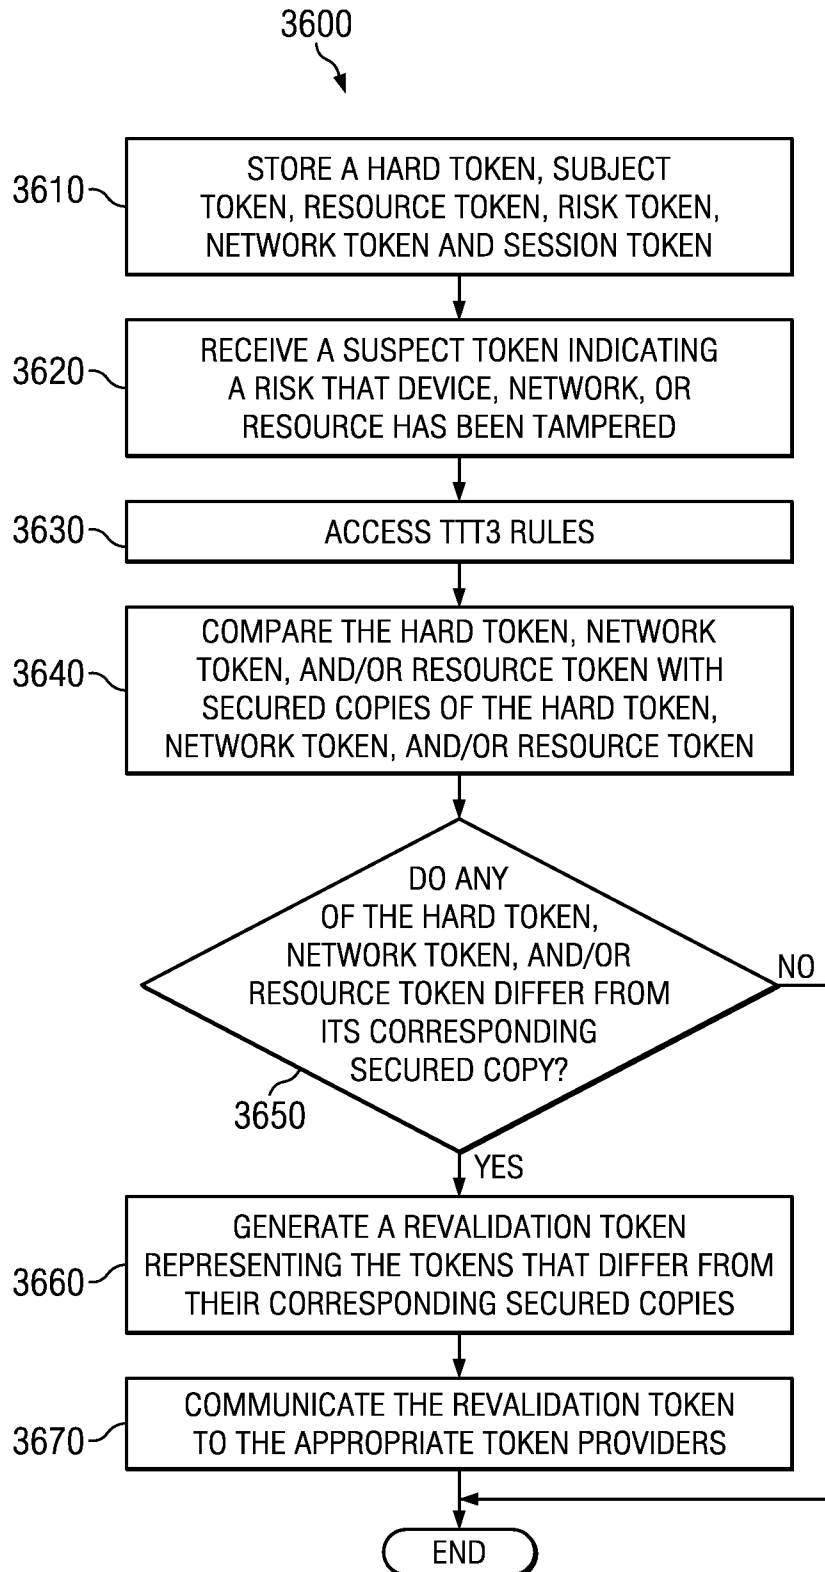 3600
3610
STORE A HARD TOKEN, SUBJECT
TOKEN, RESOURCE TOKEN, RISK TOKEN,
NETWORK TOKEN AND SESSION TOKEN
3620
RECEIVE A SUSPECT TOKEN INDICATING
A RISK THAT DEVICE, NETWORK, OR
RESOURCE HAS BEEN TAMPERED
3630
ACCESS TTT3 RULES
3640
COMPARE THE HARD TOKEN, NETWORK
TOKEN, AND/OR RESOURCE TOKEN WITH
SECURED COPIES OF THE HARD TOKEN,
NETWORK TOKEN, AND/OR RESOURCE TOKEN
DO ANY
OF THE HARD TOKEN,
NETWORK TOKEN, AND/OR
RESOURCE TOKEN DIFFER FROM
ITS CORRESPONDING
SECURED COPY?
NO
3650
YES
3660
GENERATE A REVALIDATION TOKEN
REPRESENTING THE TOKENS THAT DIFFER FROM
THEIR CORRESPONDING SECURED COPIES
3670
COMMUNICATE THE REVALIDATION TOKEN
TO THE APPROPRIATE TOKEN PROVIDERS
END